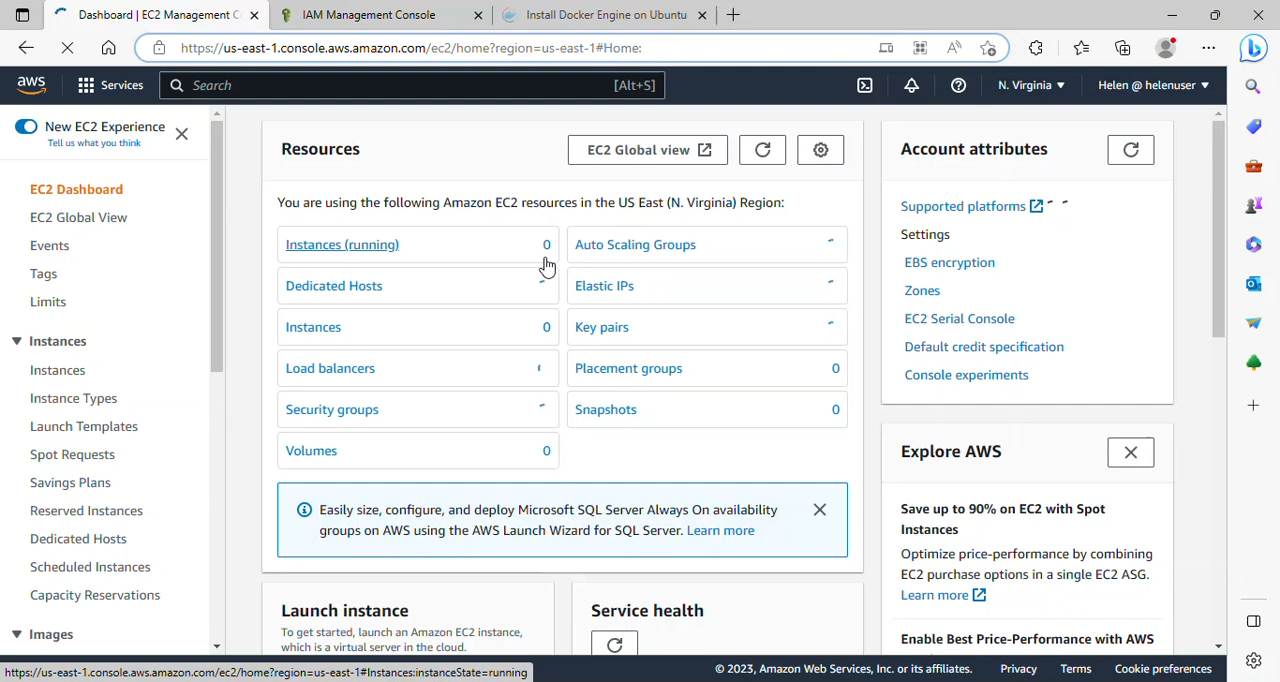 Dashboard | EC2 Management C
IAM Management Console
Install Docker Engine on Ubuntu
https://us-east-1.console.aws.amazon.com/ec2/home?region=us-east-1#Home:
aws
Services
Search
[Alt+S]
N. Virginia
Helen @ helenuser
New EC2 Experience
Tell us what you think
EC2 Dashboard
EC2 Global View
Events
Tags
Limits
Instances
Instances
Instance Types
Launch Templates
Spot Requests
Savings Plans
Reserved Instances
Dedicated Hosts
Scheduled Instances
Capacity Reservations
Images
Resources
EC2 Global view
You are using the following Amazon EC2 resources in the US East (N. Virginia) Region:
Instances (running) 0
Auto Scaling Groups
Dedicated Hosts
Elastic IPs
Instances 0
Key pairs
Load balancers
Placement groups 0
Security groups
Snapshots 0
Volumes 0
Easily size, configure, and deploy Microsoft SQL Server Always On availability
groups on AWS using the AWS Launch Wizard for SQL Server. Learn more
Launch instance
To get started, launch an Amazon EC2 instance,
which is a virtual server in the cloud.
Service health
Account attributes
Supported platforms
Settings
EBS encryption
Zones
EC2 Serial Console
Default credit specification
Console experiments
Explore AWS
Save up to 90% on EC2 with Spot
Instances
Optimize price-performance by combining
EC2 purchase options in a single EC2 ASG.
Learn more
Enable Best Price-Performance with AWS
https://us-east-1.console.aws.amazon.com/ec2/home?region=us-east-1#Instances:instanceState=running
© 2023, Amazon Web Services, Inc. or its affiliates.
Privacy
Terms
Cookie preferences